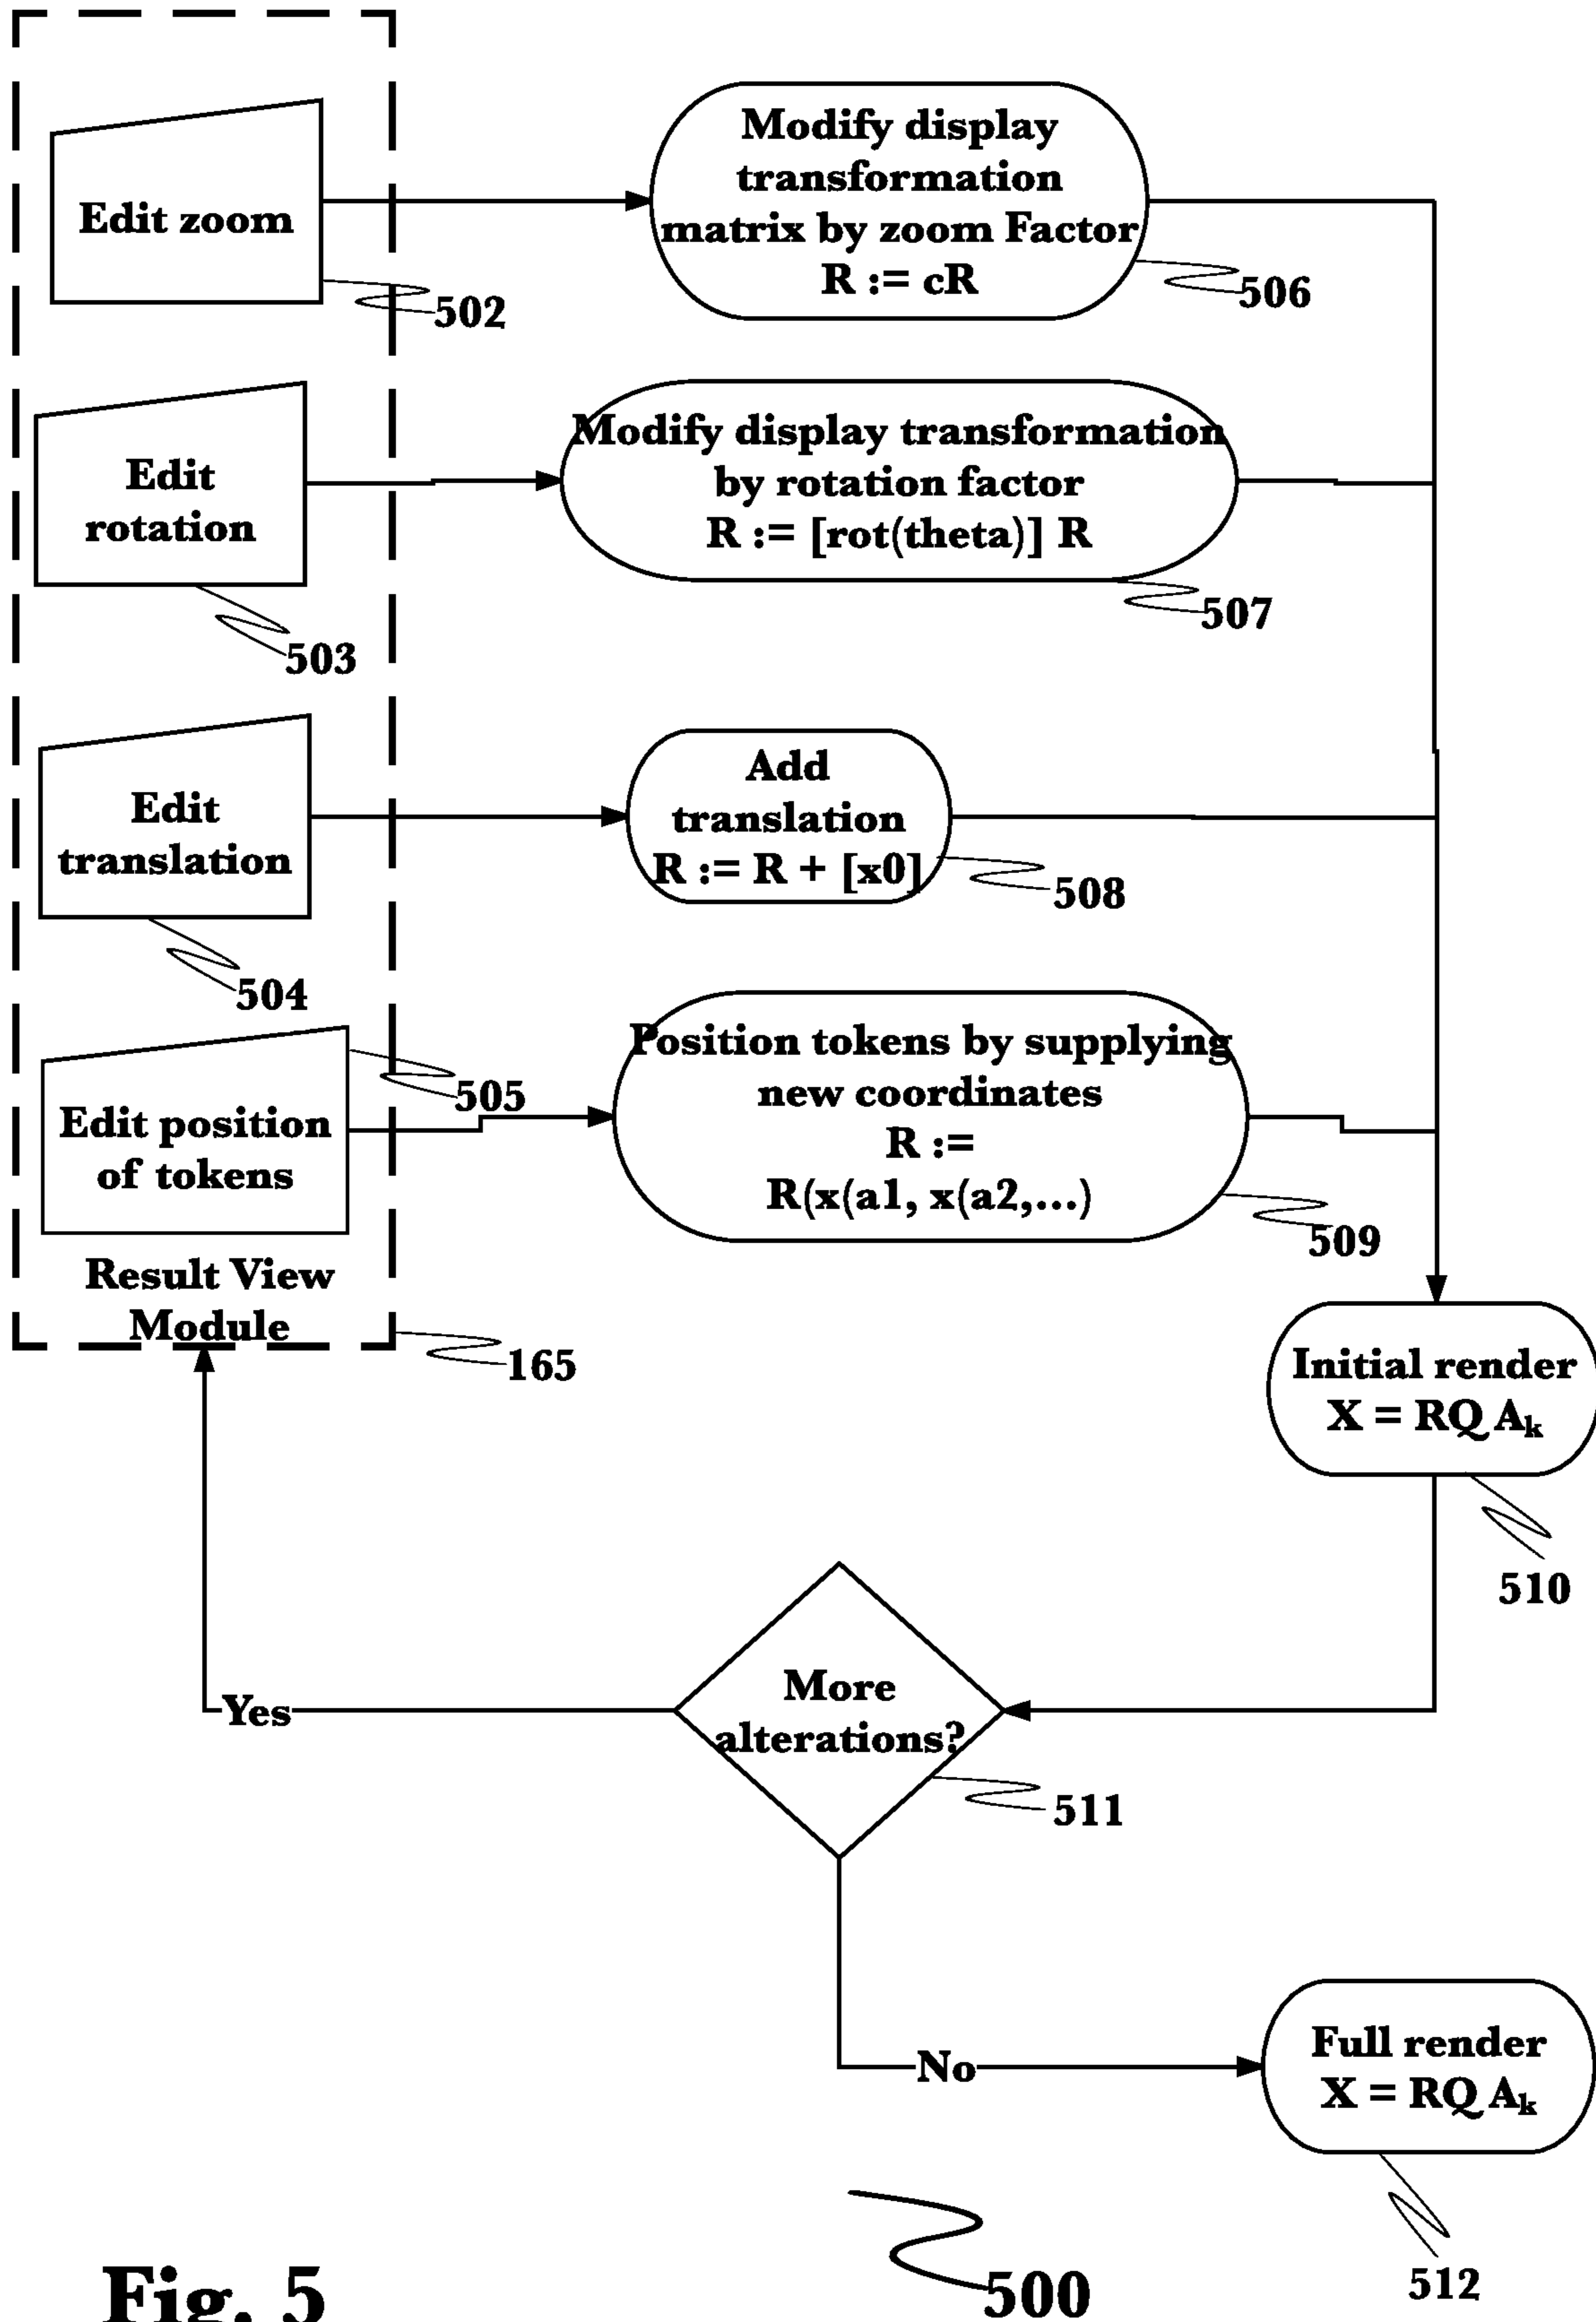 Edit zoom
502
Modify display
transformation
matrix by zoom Factor
R := cR
506
Edit
rotation
503
Modify display transformation
by rotation factor
R := [rot(theta)] R
507
Edit
translation
504
Add
translation
R := R + [x0]
508
Edit position
of tokens
505
Position tokens by supplying
new coordinates
R :=
R(x(a1, x(a2,...)
509
Result View
Module
165
Initial render
X = RQ Aₖ
510
More
alterations?
511
Yes
No
Full render
X = RQ Aₖ
512
500
Fig. 5